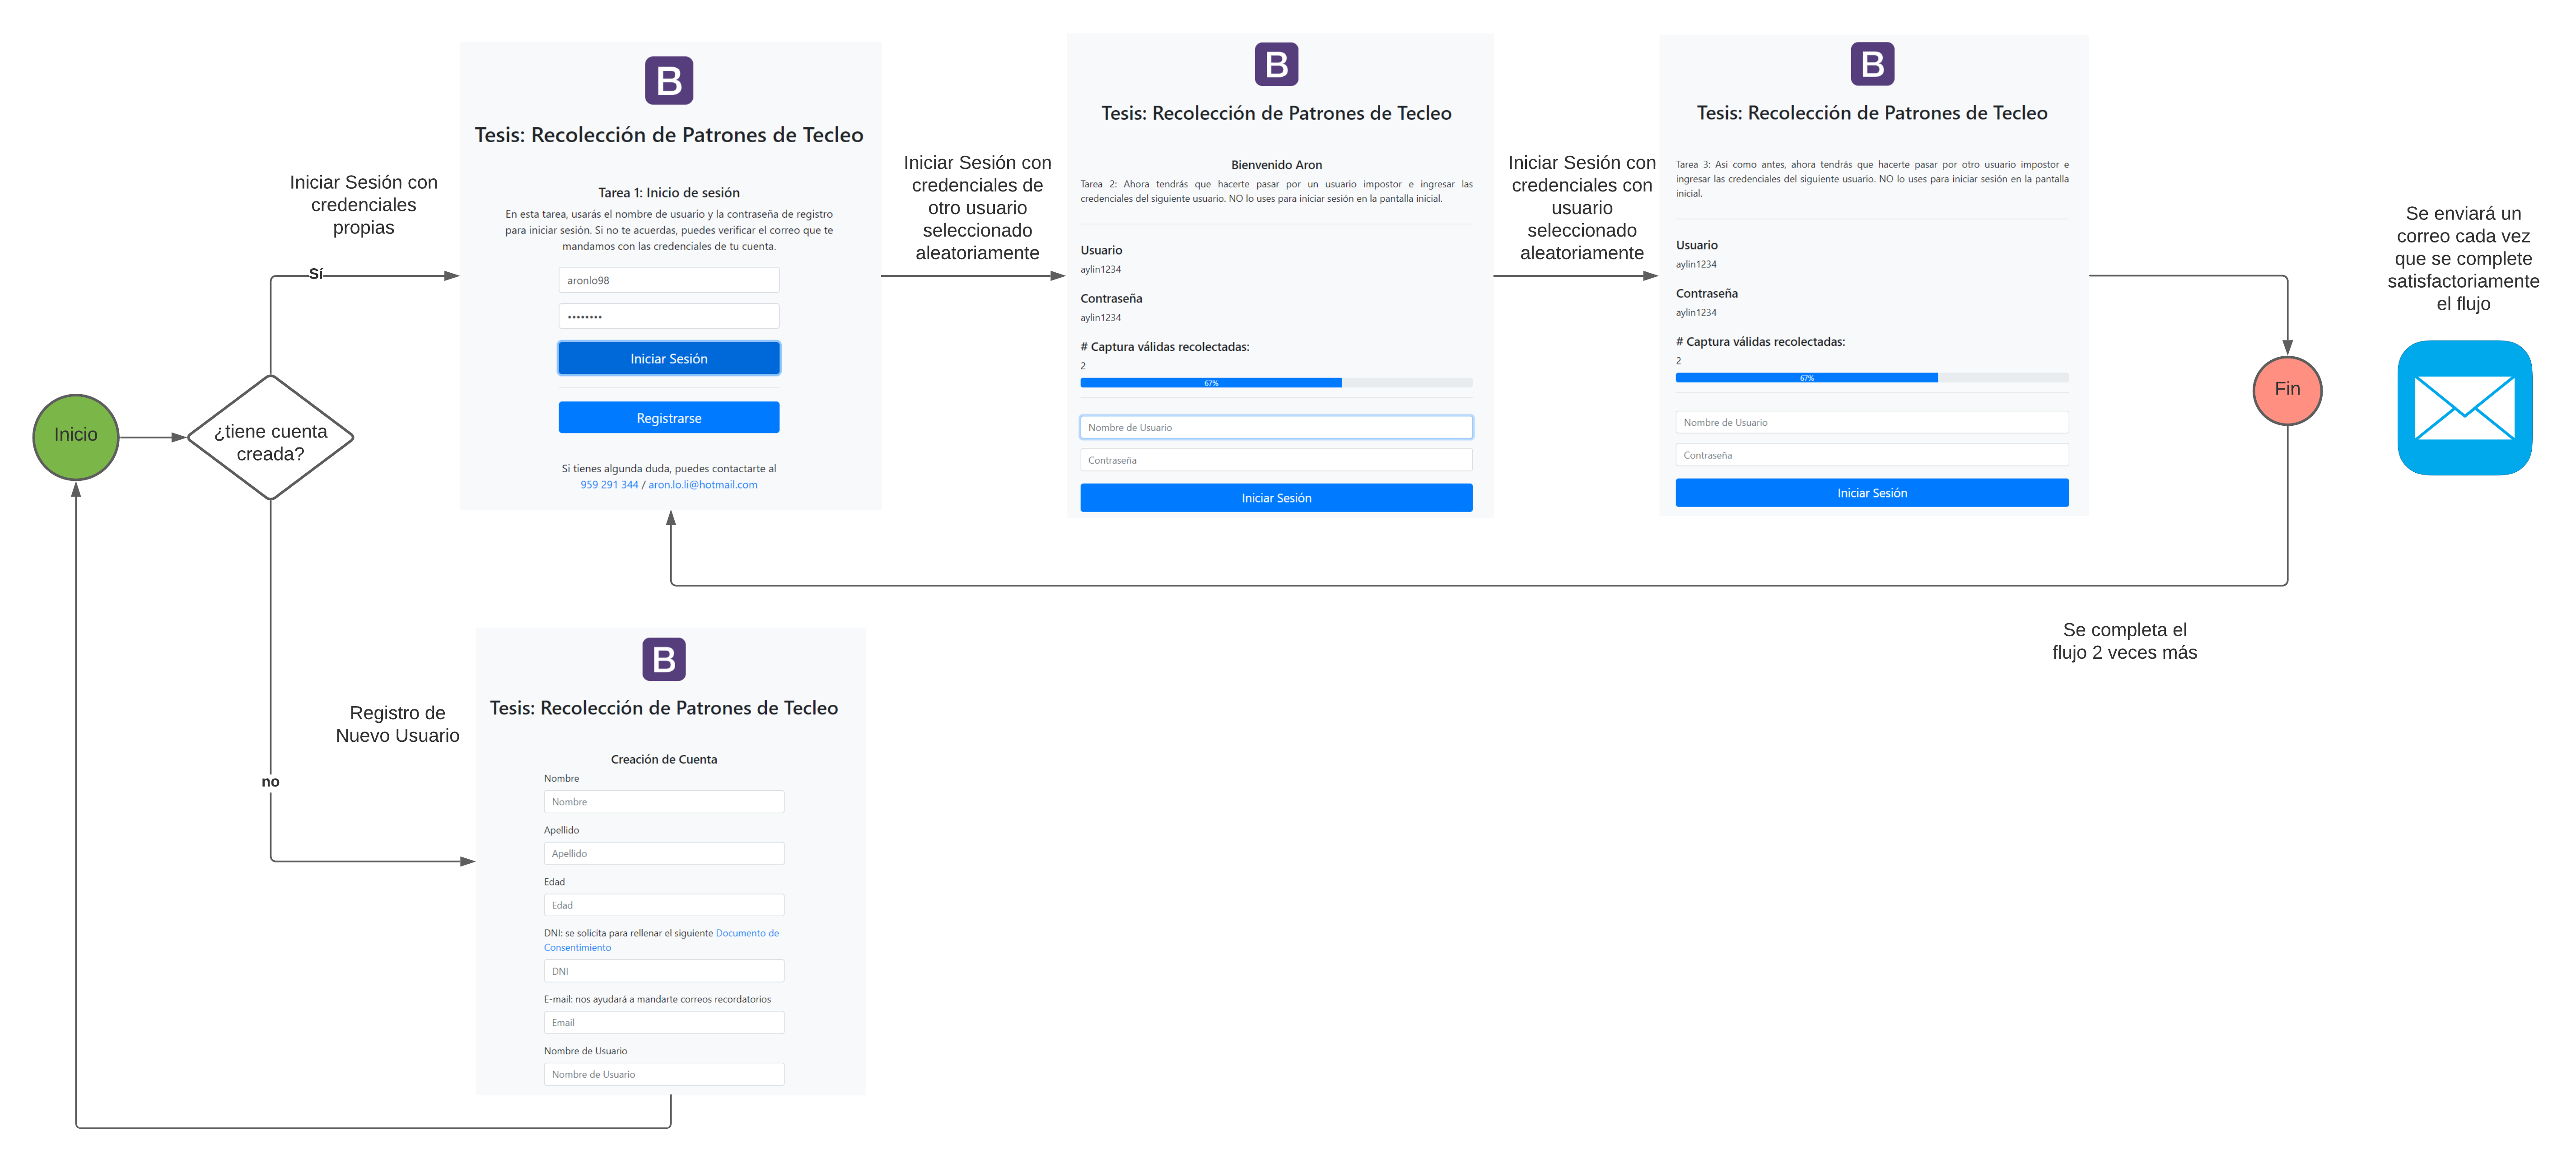 Inicio
¿tiene cuenta
creada?
Sí
no
Iniciar Sesión con
credenciales
propias
B
Tesis: Recolección de Patrones de Tecleo
Tarea 1: Inicio de sesión
En esta tarea, usarás el nombre de usuario y la contraseña de registro
para iniciar sesión. Si no te acuerdas, puedes verificar el correo que te
mandamos con las credenciales de tu cuenta.
aronlo98
••••••••
Iniciar Sesión
Registrarse
Si tienes algunda duda, puedes contactarte al
959 291 344 / aron.lo.li@hotmail.com
Iniciar Sesión con
credenciales de
otro usuario
seleccionado
aleatoriamente
B
Tesis: Recolección de Patrones de Tecleo
Bienvenido Aron
Tarea 2: Ahora tendrás que hacerte pasar por un usuario impostor e ingresar las
credenciales del siguiente usuario. NO lo uses para iniciar sesión en la pantalla inicial.
Usuario
aylin1234
Contraseña
aylin1234
# Captura válidas recolectadas:
2
67%
Nombre de Usuario
Contraseña
Iniciar Sesión
Iniciar Sesión con
credenciales con
usuario
seleccionado
aleatoriamente
B
Tesis: Recolección de Patrones de Tecleo
Tarea 3: Asi como antes, ahora tendrás que hacerte pasar por otro usuario impostor e
ingresar las credenciales del siguiente usuario. NO lo uses para iniciar sesión en la pantalla
inicial.
Usuario
aylin1234
Contraseña
aylin1234
# Captura válidas recolectadas:
2
67%
Nombre de Usuario
Contraseña
Iniciar Sesión
Fin
Se enviará un
correo cada vez
que se complete
satisfactoriamente
el flujo
Se completa el
flujo 2 veces más
Registro de
Nuevo Usuario
B
Tesis: Recolección de Patrones de Tecleo
Creación de Cuenta
Nombre
Nombre
Apellido
Apellido
Edad
Edad
DNI: se solicita para rellenar el siguiente Documento de
Consentimiento
DNI
E-mail: nos ayudará a mandarte correos recordatorios
Email
Nombre de Usuario
Nombre de Usuario